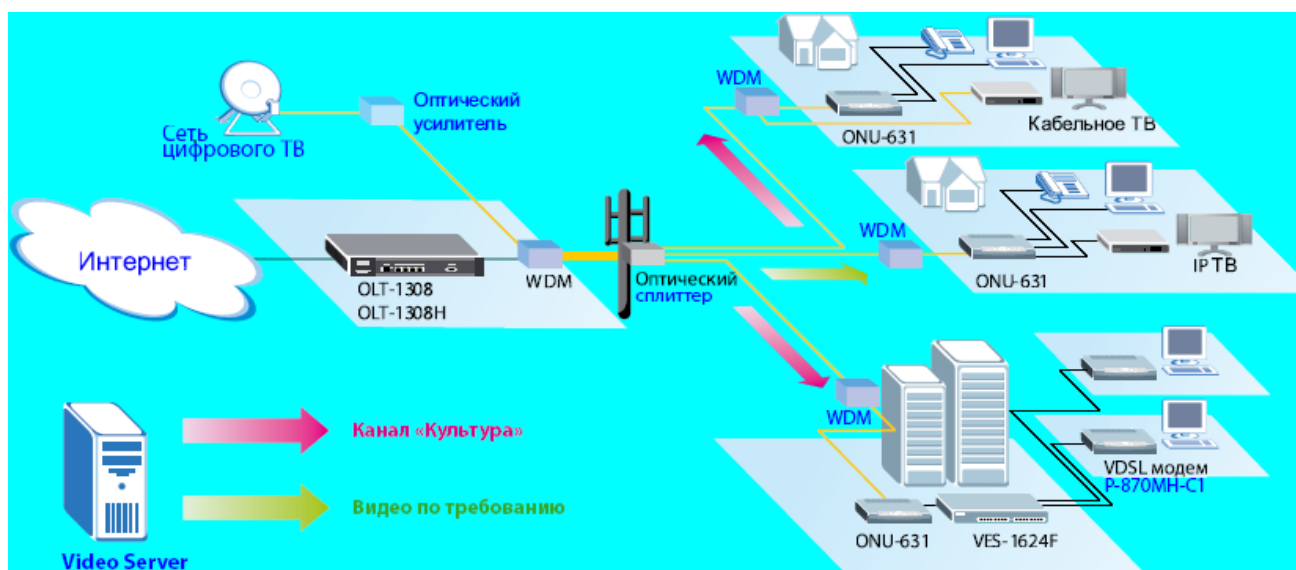 WDM
ONU-631
Кабельное ТВ
Оптический
усилитель
Сеть
цифрового ТВ
WDM
ONU-631
IP ТВ
Интернет
OLT-1308
OLT-1308H
WDM
Оптический
сплиттер
WDM
ONU-631
VES-1624F
VDSL модем
P-870MH-C1
Канал «Культура»
Видео по требованию
Video Server